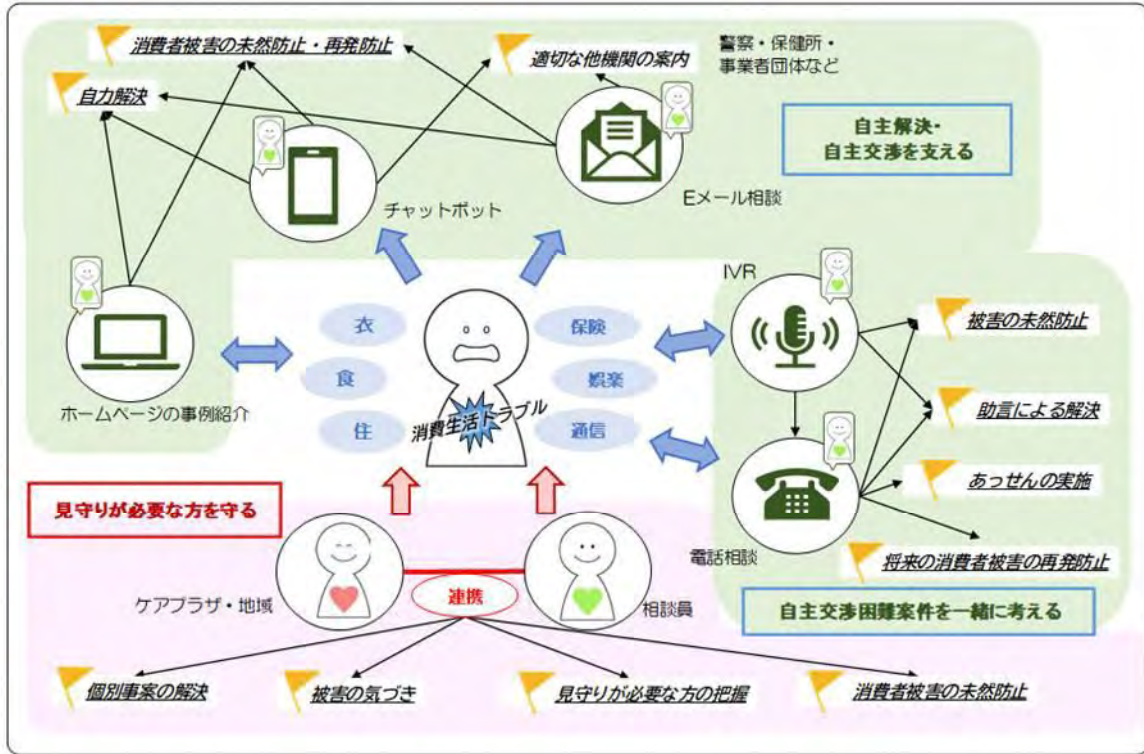 消費者被害の未然防止・再発防止
適切な他機関の案内
警察・保健所・
事業者団体など
自力解決
自主解決・
自主交渉を支える
チャットボット
Eメール相談
IVR
衣
保険
被害の未然防止
食
娯楽
ホームページの事例紹介
助言による解決
住
消費生活トラブル
通信
あっせんの実施
見守りが必要な方を守る
電話相談
将来の消費者被害の再発防止
ケアプラザ・地域
連携
相談員
自主交渉困難案件を一緒に考える
個別事案の解決
被害の気づき
見守りが必要な方の把握
消費者被害の未然防止